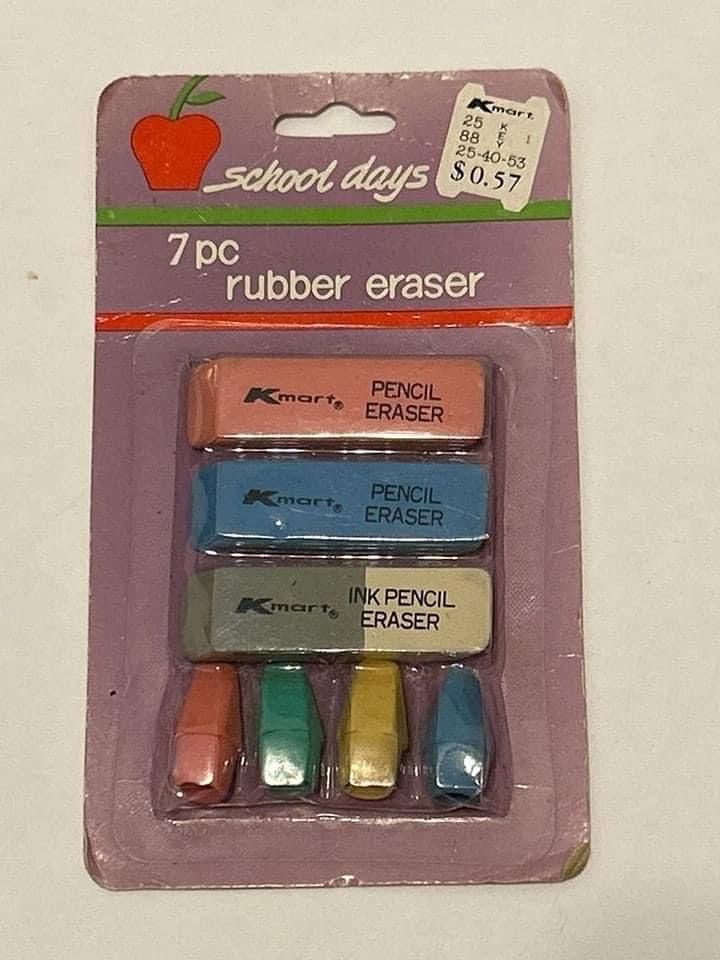 school days
Kmart®
25 KEY 1
88
25-40-53
$0.57
7 pc
rubber eraser
Kmart® PENCIL
ERASER
Kmart® PENCIL
ERASER
Kmart® INK PENCIL
ERASER